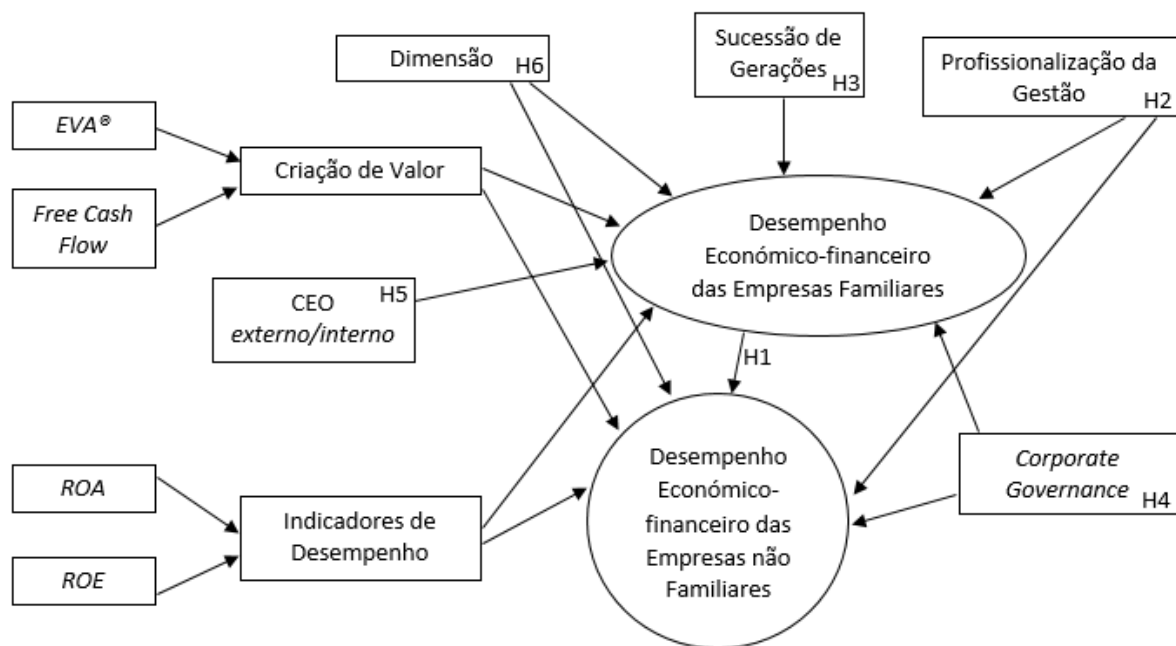 Dimensão
H6
Sucessão de
Gerações
H3
Profissionalização da
Gestão
H2
EVA®
Criação de Valor
Free Cash
Flow
Desempenho
Económico-financeiro
das Empresas Familiares
CEO
H5
externo/interno
H1
Desempenho
Económico-
financeiro das
Empresas não
Familiares
Corporate
Governance
H4
ROA
Indicadores de
Desempenho
ROE